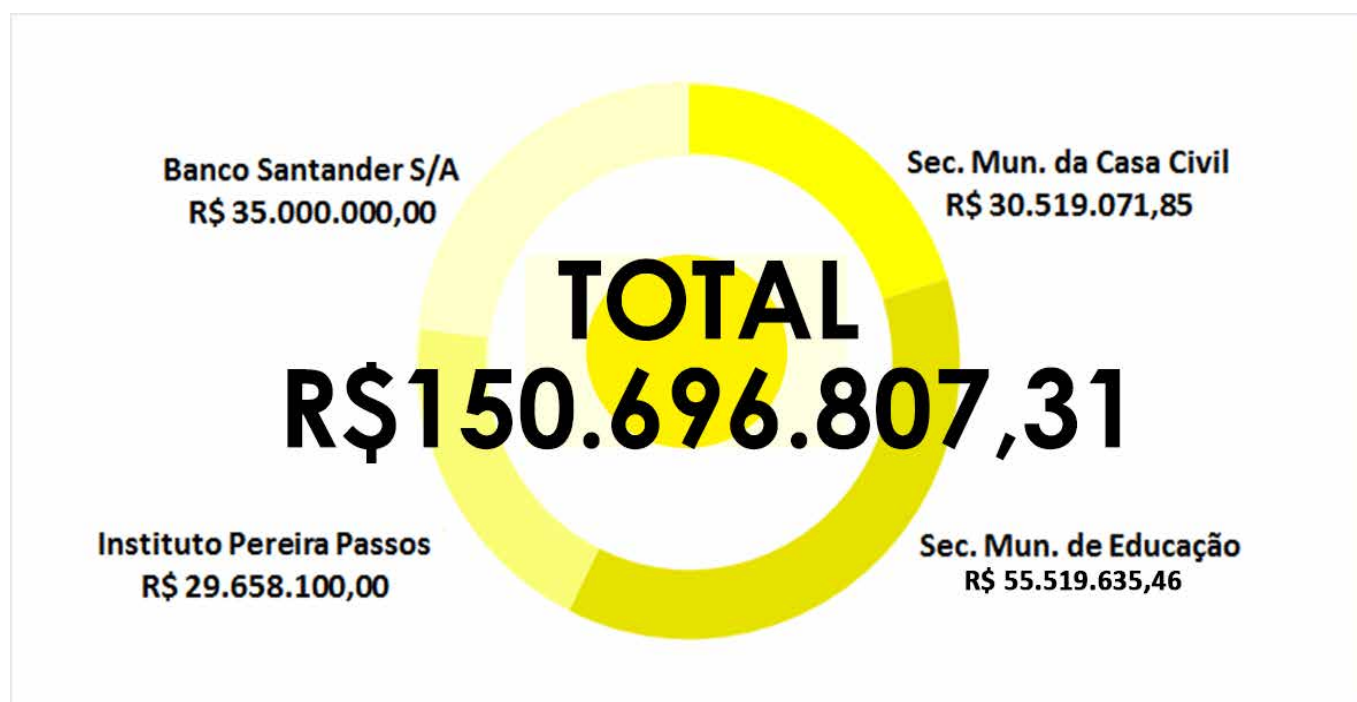 Banco Santander S/A
R$ 35.000.000,00
Sec. Mun. da Casa Civil
R$ 30.519.071,85
TOTAL
R$150.696.807,31
Instituto Pereira Passos
R$ 29.658.100,00
Sec. Mun. de Educação
R$ 55.519.635,46